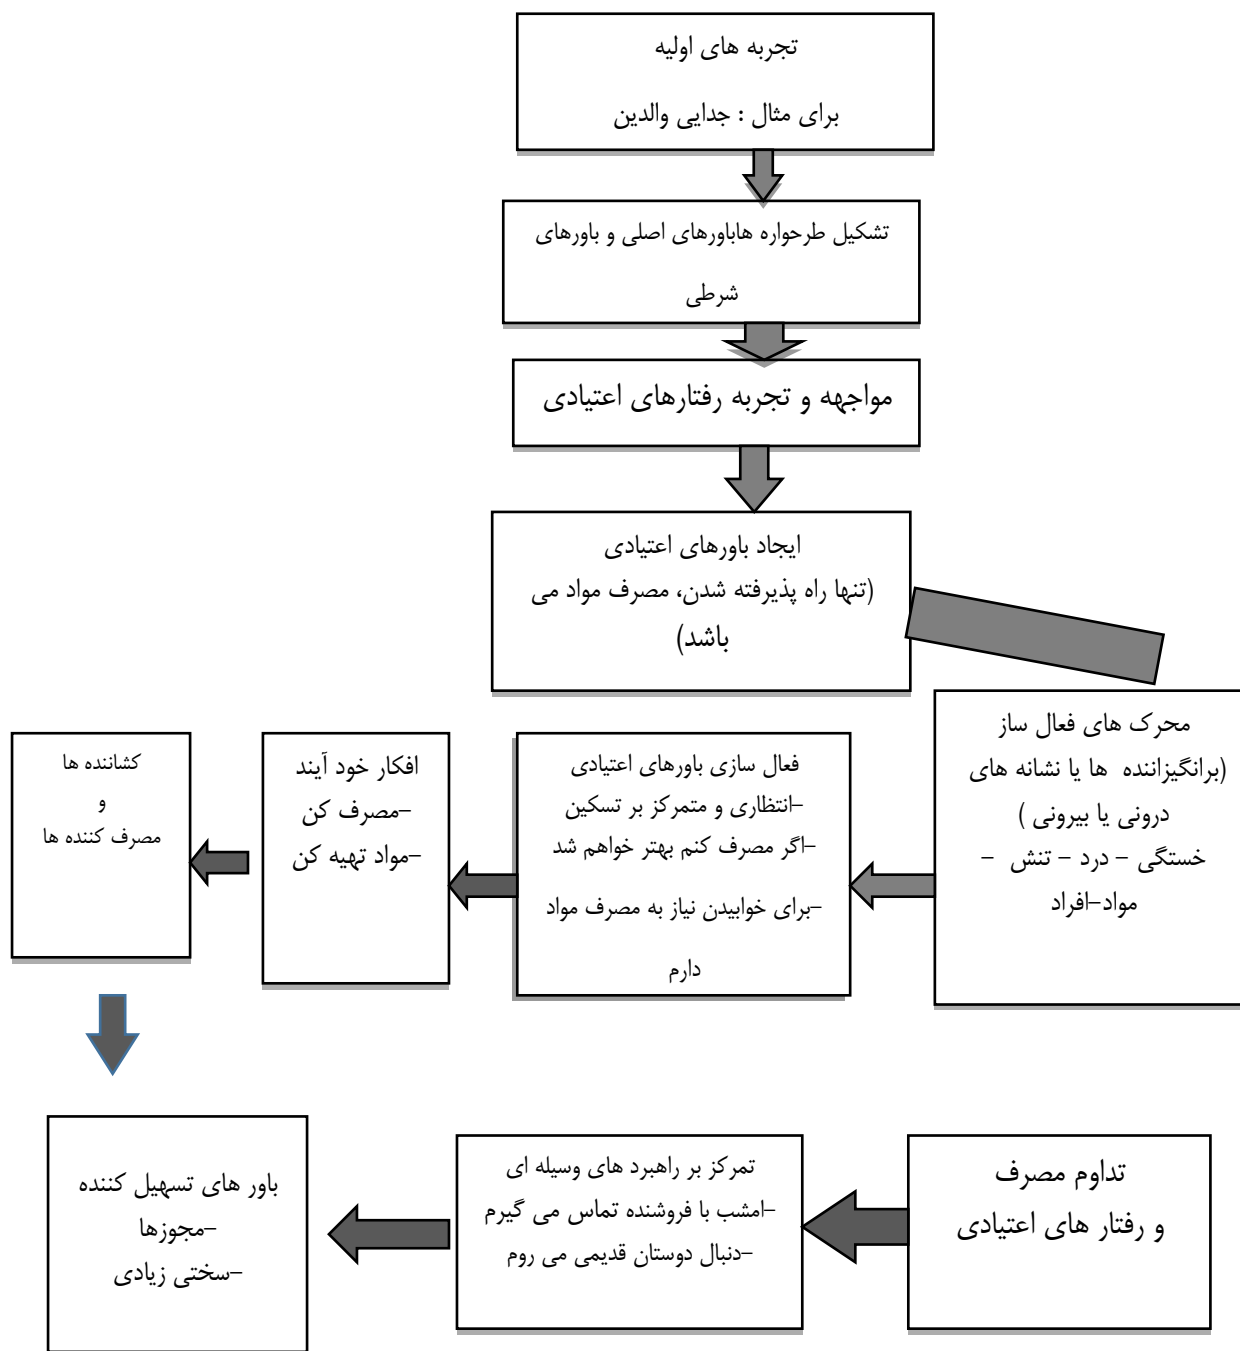 تجربه های اولیه
برای مثال : جدایی والدین
تشکیل طرحواره هاباورهای اصلی و باورهای
شرطی
مواجهه و تجربه رفتارهای اعتیادی
ایجاد باورهای اعتیادی
(تنها راه پذیرفته شدن، مصرف مواد می
باشد)
محرک های فعال ساز
(برانگیزاننده ها یا نشانه های
درونی یا بیرونی )
خستگی – درد – تنش –
مواد–افراد
فعال سازی باورهای اعتیادی
–انتظاری و متمرکز بر تسکین
–اگر مصرف کنم بهتر خواهم شد
–برای خوابیدن نیاز به مصرف مواد
دارم
افکار خود آیند
–مصرف کن
–مواد تهیه کن
کشاننده ها
و
مصرف کننده ها
باور های تسهیل کننده
–مجوزها
–سختی زیادی
تمرکز بر راهبرد های وسیله ای
–امشب با فروشنده تماس می گیرم
–دنبال دوستان قدیمی می روم
تداوم مصرف
و رفتار های اعتیادی